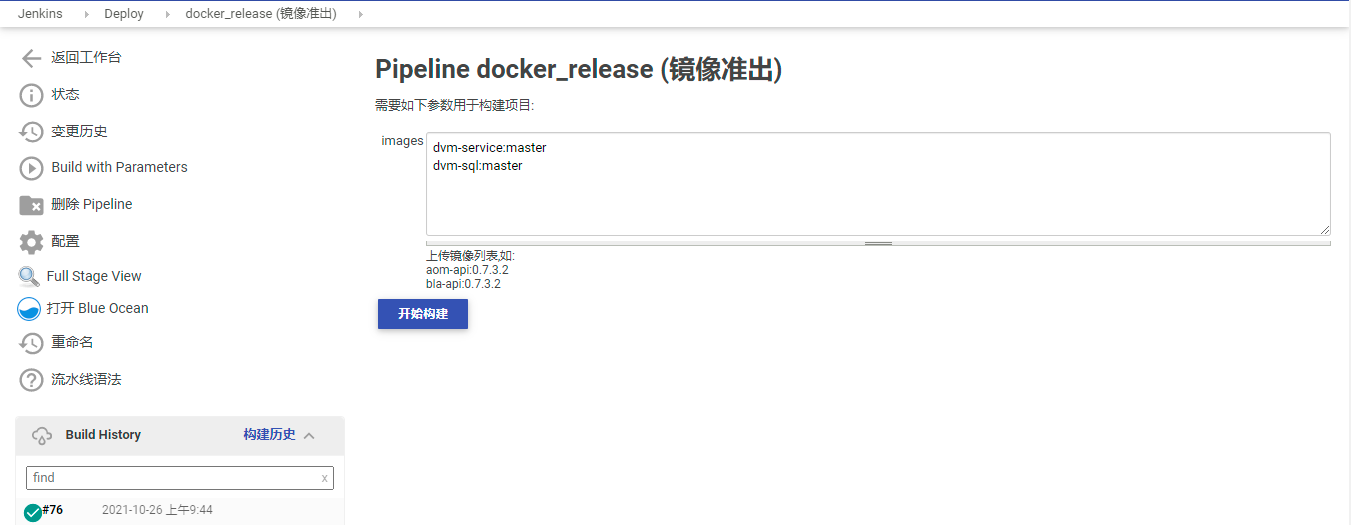 Jenkins Deploy docker_release (镜像准出)
返回工作台
状态
变更历史
Build with Parameters
删除 Pipeline
配置
Full Stage View
打开 Blue Ocean
重命名
流水线语法
Build History 构建历史
find x
#76 2021-10-26 上午9:44
Pipeline docker_release (镜像准出)
需要如下参数用于构建项目:
images
dvm-service:master
dvm-sql:master
上传镜像列表,如:
aom-api:0.7.3.2
bla-api:0.7.3.2
开始构建